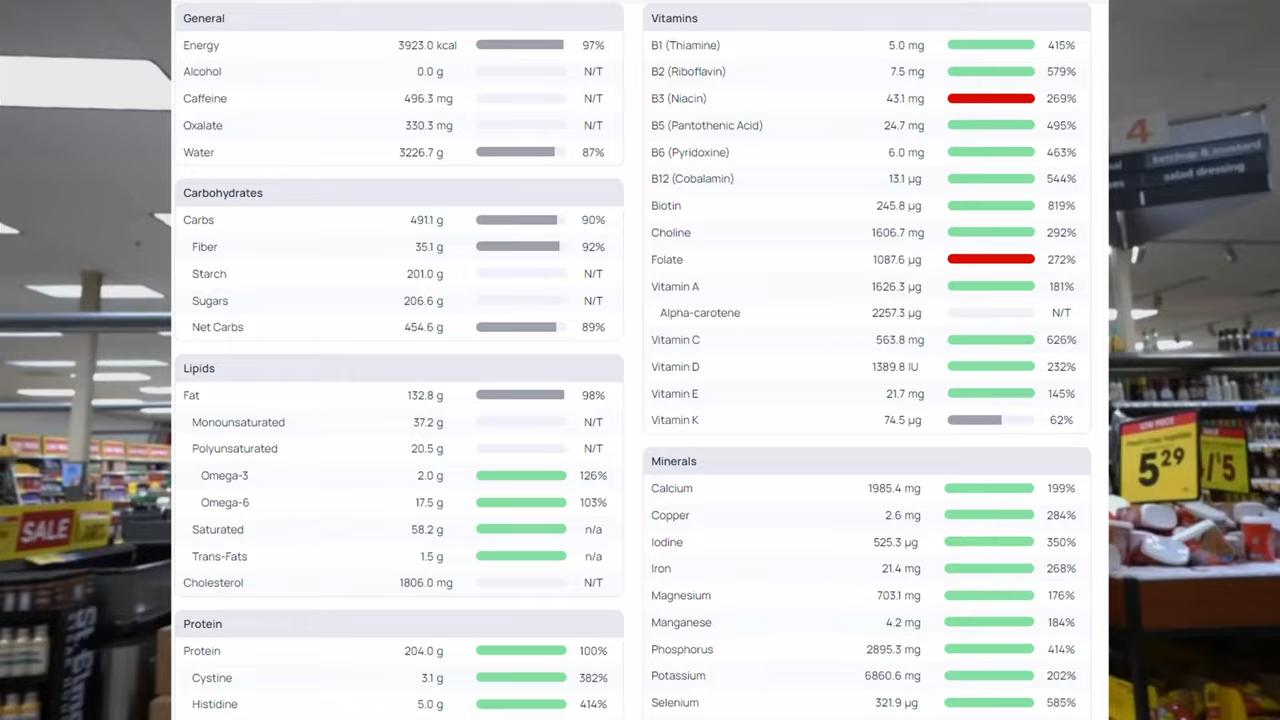 General
Energy 3923.0 kcal 97%
Alcohol 0.0 g N/T
Caffeine 496.3 mg N/T
Oxalate 330.3 mg N/T
Water 3226.7 g 87%
Carbohydrates
Carbs 491.1 g 90%
Fiber 35.1 g 92%
Starch 201.0 g N/T
Sugars 206.6 g N/T
Net Carbs 454.6 g 89%
Lipids
Fat 132.8 g 98%
Monounsaturated 37.2 g N/T
Polyunsaturated 20.5 g N/T
Omega-3 2.0 g 126%
Omega-6 17.5 g 103%
Saturated 58.2 g n/a
Trans-Fats 1.5 g n/a
Cholesterol 1806.0 mg N/T
Protein
Protein 204.0 g 100%
Cystine 3.1 g 382%
Histidine 5.0 g 414%
Vitamins
B1 (Thiamine) 5.0 mg 415%
B2 (Riboflavin) 7.5 mg 579%
B3 (Niacin) 43.1 mg 269%
B5 (Pantothenic Acid) 24.7 mg 495%
B6 (Pyridoxine) 6.0 mg 463%
B12 (Cobalamin) 13.1 µg 544%
Biotin 245.8 µg 819%
Choline 1606.7 mg 292%
Folate 1087.6 µg 272%
Vitamin A 1626.3 µg 181%
Alpha-carotene 2257.3 µg N/T
Vitamin C 563.8 mg 626%
Vitamin D 1389.8 IU 232%
Vitamin E 21.7 mg 145%
Vitamin K 74.5 µg 62%
Minerals
Calcium 1985.4 mg 199%
Copper 2.6 mg 284%
Iodine 525.3 µg 350%
Iron 21.4 mg 268%
Magnesium 703.1 mg 176%
Manganese 4.2 mg 184%
Phosphorus 2895.3 mg 414%
Potassium 6860.6 mg 202%
Selenium 321.9 µg 585%
SALE
4
ketchup & mustard
salad dressing
LOW PRICE
5 29
/$5